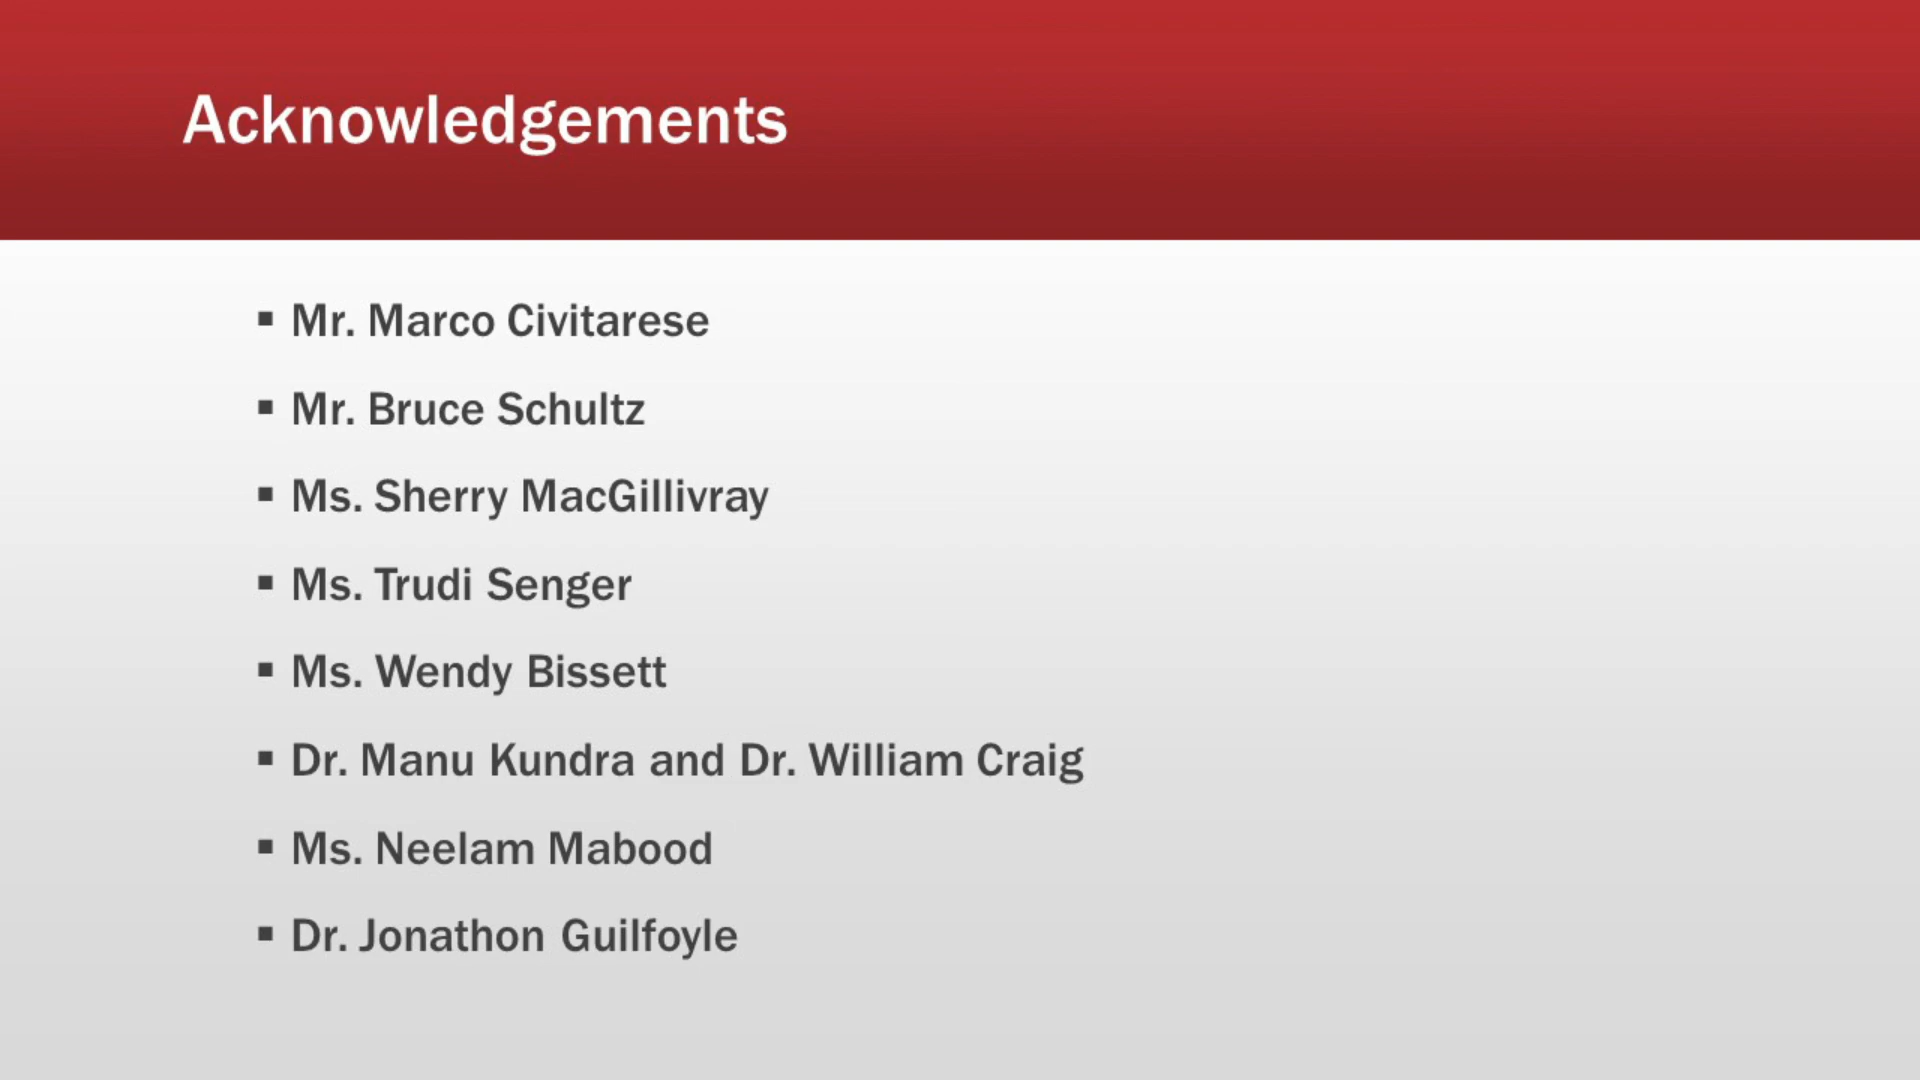 Acknowledgements
▪ Mr. Marco Civitarese
▪ Mr. Bruce Schultz
▪ Ms. Sherry MacGillivray
▪ Ms. Trudi Senger
▪ Ms. Wendy Bissett
▪ Dr. Manu Kundra and Dr. William Craig
▪ Ms. Neelam Mabood
▪ Dr. Jonathon Guilfoyle